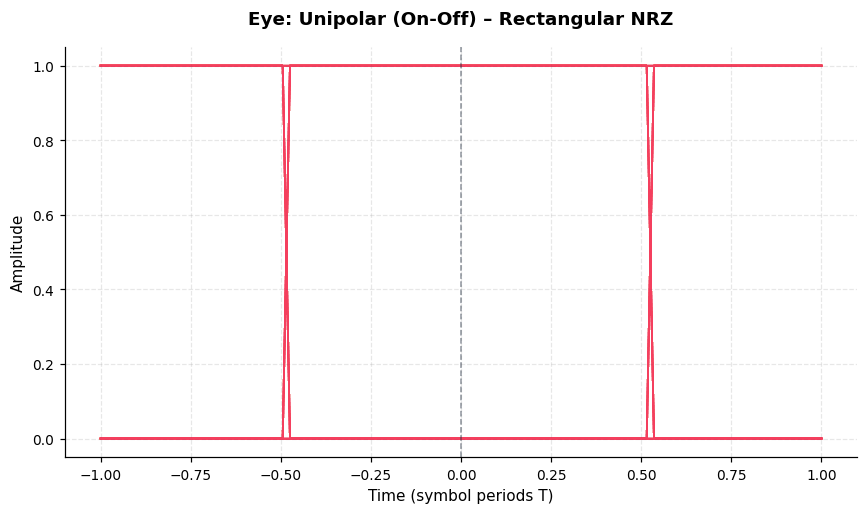 Eye: Unipolar (On-Off) – Rectangular NRZ
Amplitude
1.0
0.8
0.6
0.4
0.2
0.0
−1.00 −0.75 −0.50 −0.25 0.00 0.25 0.50 0.75 1.00
Time (symbol periods T)